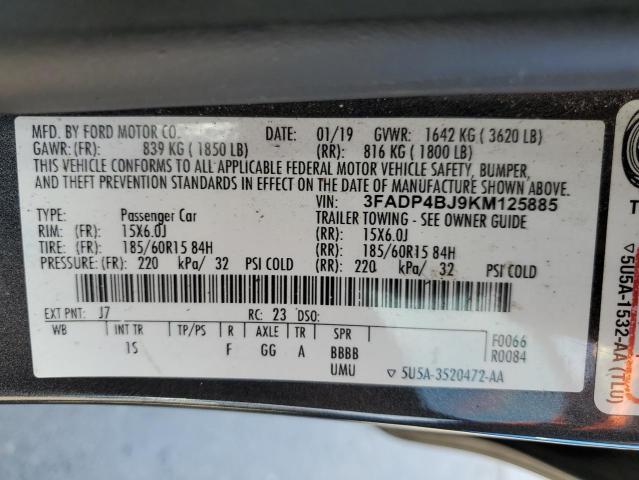 MFD. BY FORD MOTOR CO. DATE: 01/19 GVWR: 1642 KG ( 3620 LB)
GAWR:(FR): 839 KG ( 1850 LB) (RR): 816 KG ( 1800 LB)
THIS VEHICLE CONFORMS TO ALL APPLICABLE FEDERAL MOTOR VEHICLE SAFETY, BUMPER,
AND THEFT PREVENTION STANDARDS IN EFFECT ON THE DATE OF MANUFACTURE SHOWN ABOVE.
VIN: 3FADP4BJ9KM125885
TYPE: Passenger Car TRAILER TOWING - SEE OWNER GUIDE
RIM: (FR): 15X6.0J (RR): 15X6.0J
TIRE: (FR): 185/60R15 84H (RR): 185/60R15 84H
PRESSURE:(FR): 220 kPa/ 32 PSI COLD (RR): 220 kPa/ 32 PSI COLD
EXT PNT: J7 RC: 23 DSO:
WB INT TR TP/PS R AXLE TR SPR F0066
1S F GG A BBBB R0084
UMU ▽ 5U5A-3520472-AA
▽ 5U5A-1532-AA (1LU)